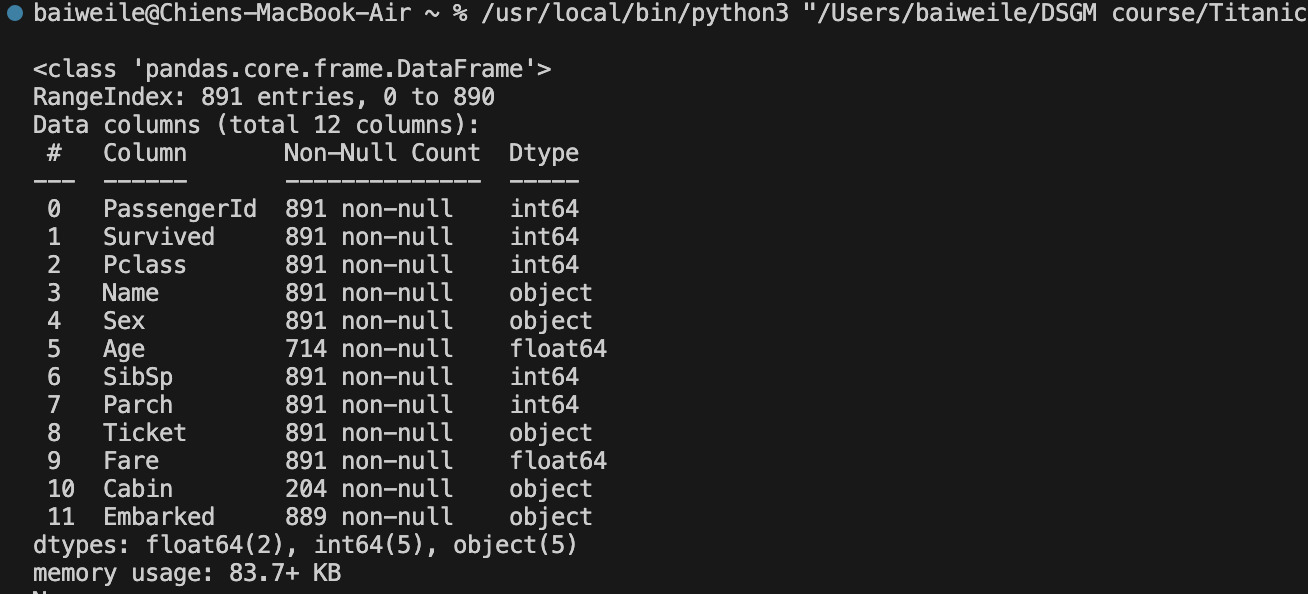 baiweile@Chiens-MacBook-Air ~ % /usr/local/bin/python3 "/Users/baiweile/DSGM course/Titanic
<class 'pandas.core.frame.DataFrame'>
RangeIndex: 891 entries, 0 to 890
Data columns (total 12 columns):
 #   Column       Non-Null Count  Dtype
---  ------       --------------  -----
 0   PassengerId  891 non-null    int64
 1   Survived     891 non-null    int64
 2   Pclass       891 non-null    int64
 3   Name         891 non-null    object
 4   Sex          891 non-null    object
 5   Age          714 non-null    float64
 6   SibSp        891 non-null    int64
 7   Parch        891 non-null    int64
 8   Ticket       891 non-null    object
 9   Fare         891 non-null    float64
 10  Cabin        204 non-null    object
 11  Embarked     889 non-null    object
dtypes: float64(2), int64(5), object(5)
memory usage: 83.7+ KB